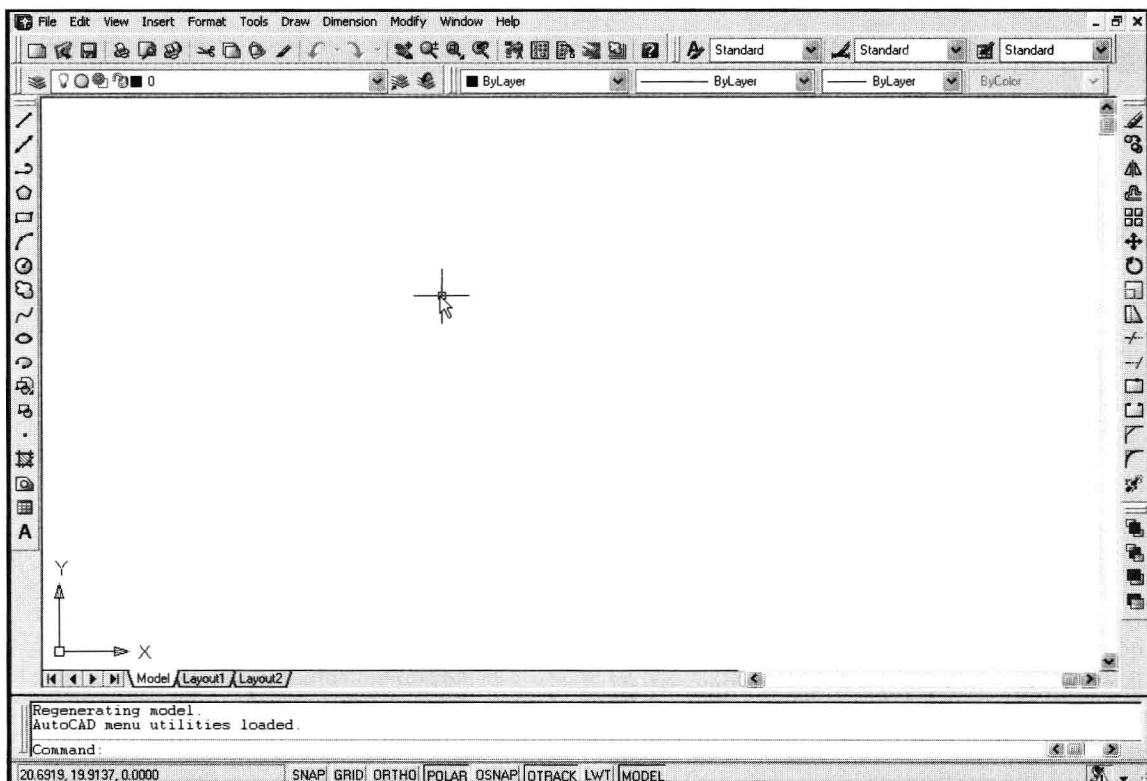 File Edit View Insert Format Tools Draw Dimension Modify Window Help
Standard Standard Standard
0 ByLayer ByLayer ByLayer ByColor
A
Y
X
Model Layout1 Layout2
Regenerating model.
AutoCAD menu utilities loaded.
Command:
20.6919, 19.9137, 0.0000 SNAP GRID ORTHO POLAR OSNAP OTRACK LWT MODEL